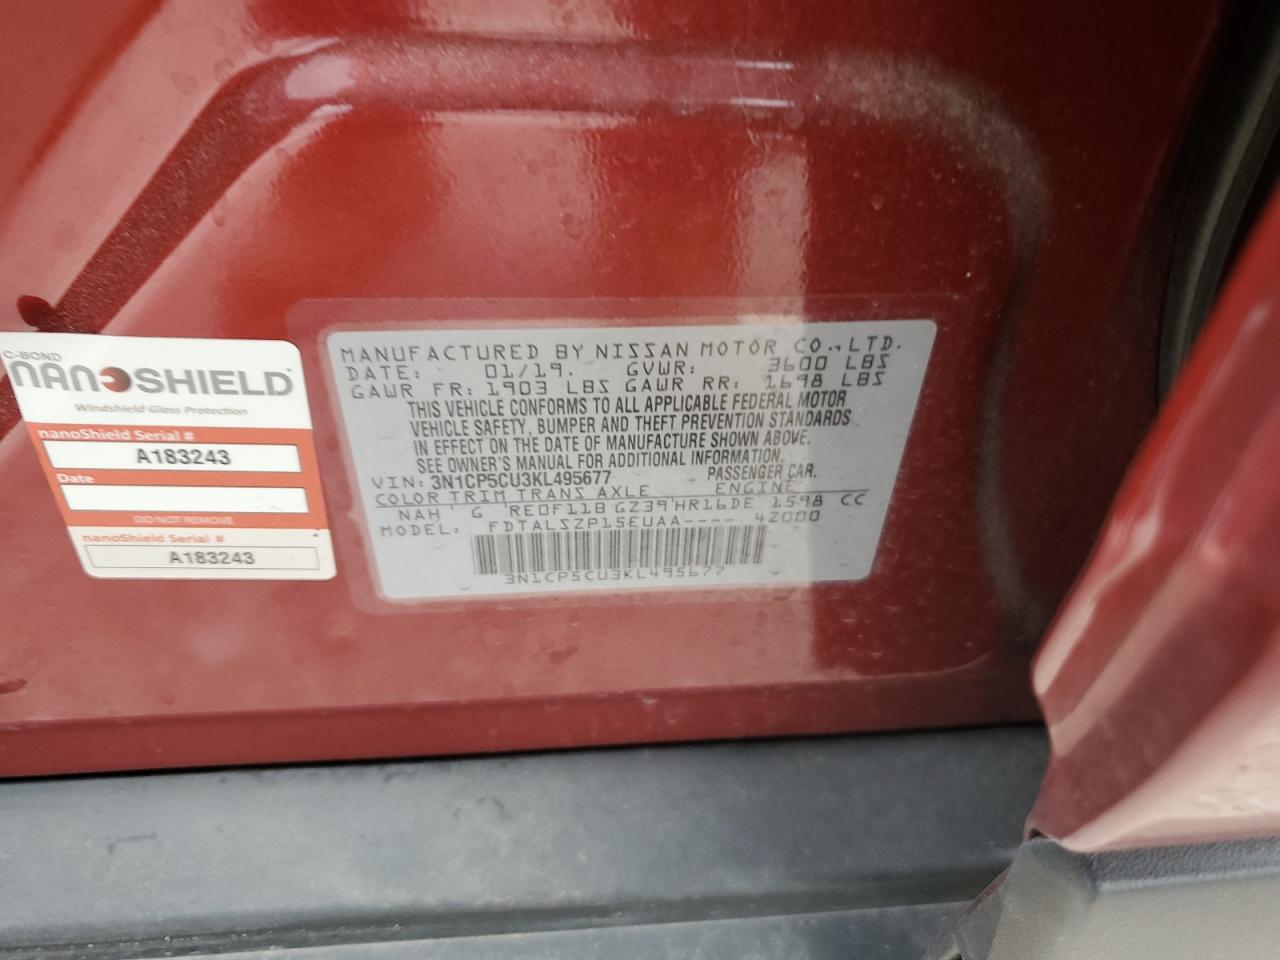 C-BOND
NANOSHIELD
Windshield Glass Protection
nanoShield Serial #
A183243
Date
DO NOT REMOVE
nanoShield Serial #
A183243
MANUFACTURED BY NISSAN MOTOR CO., LTD.
DATE: 01/19. GVWR: 3600 LBS
GAWR FR: 1903 LBS GAWR RR: 1698 LBS
THIS VEHICLE CONFORMS TO ALL APPLICABLE FEDERAL MOTOR
VEHICLE SAFETY, BUMPER AND THEFT PREVENTION STANDARDS
IN EFFECT ON THE DATE OF MANUFACTURE SHOWN ABOVE.
SEE OWNER'S MANUAL FOR ADDITIONAL INFORMATION.
VIN: 3N1CP5CU3KL495677 PASSENGER CAR.
COLOR TRIM TRANS AXLE ENGINE
NAH G RE0F11B GZ39 HR16DE 1598 CC
MODEL: FDTALSZP15EUAA---- 42000
3N1CP5CU3KL495677